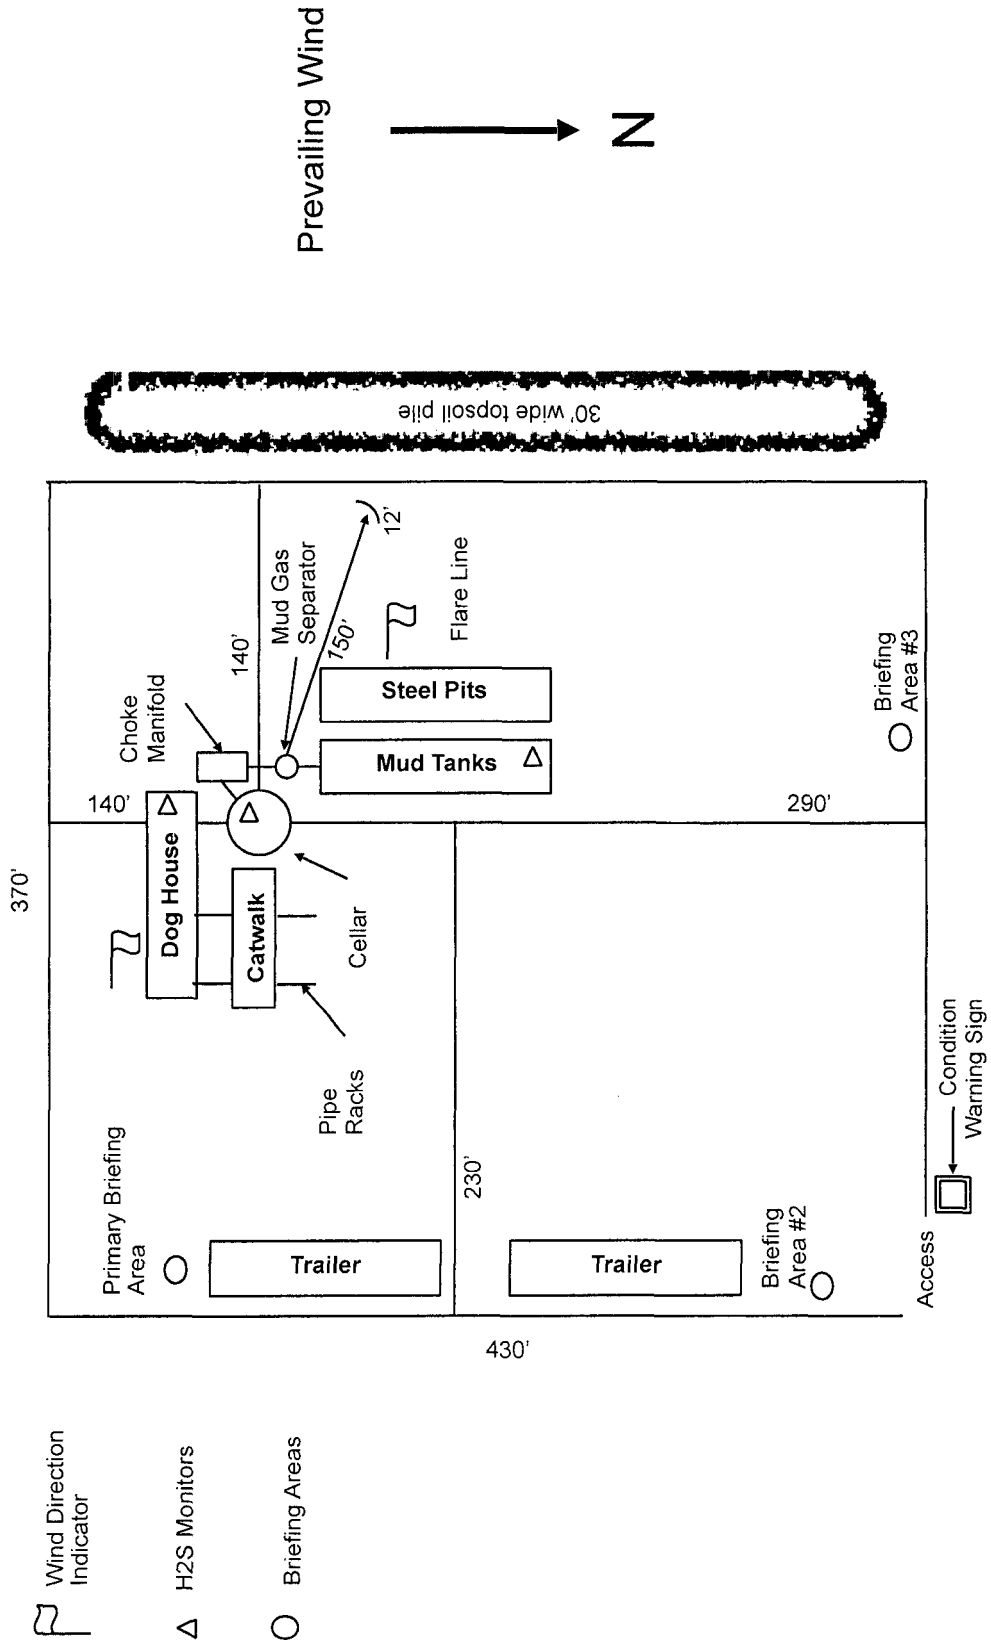 Wind Direction
Indicator
H2S Monitors
Briefing Areas
430'
Primary Briefing
Area
Trailer
230'
Trailer
Briefing
Area #2
Access
Condition
Warning Sign
Pipe
Racks
370'
Dog House
Catwalk
Cellar
140'
290'
Choke
Manifold
140'
Mud Gas
Separator
150'
12'
Mud Tanks
Steel Pits
Flare Line
Briefing
Area #3
30' wide topsoil pile
Prevailing Wind
N